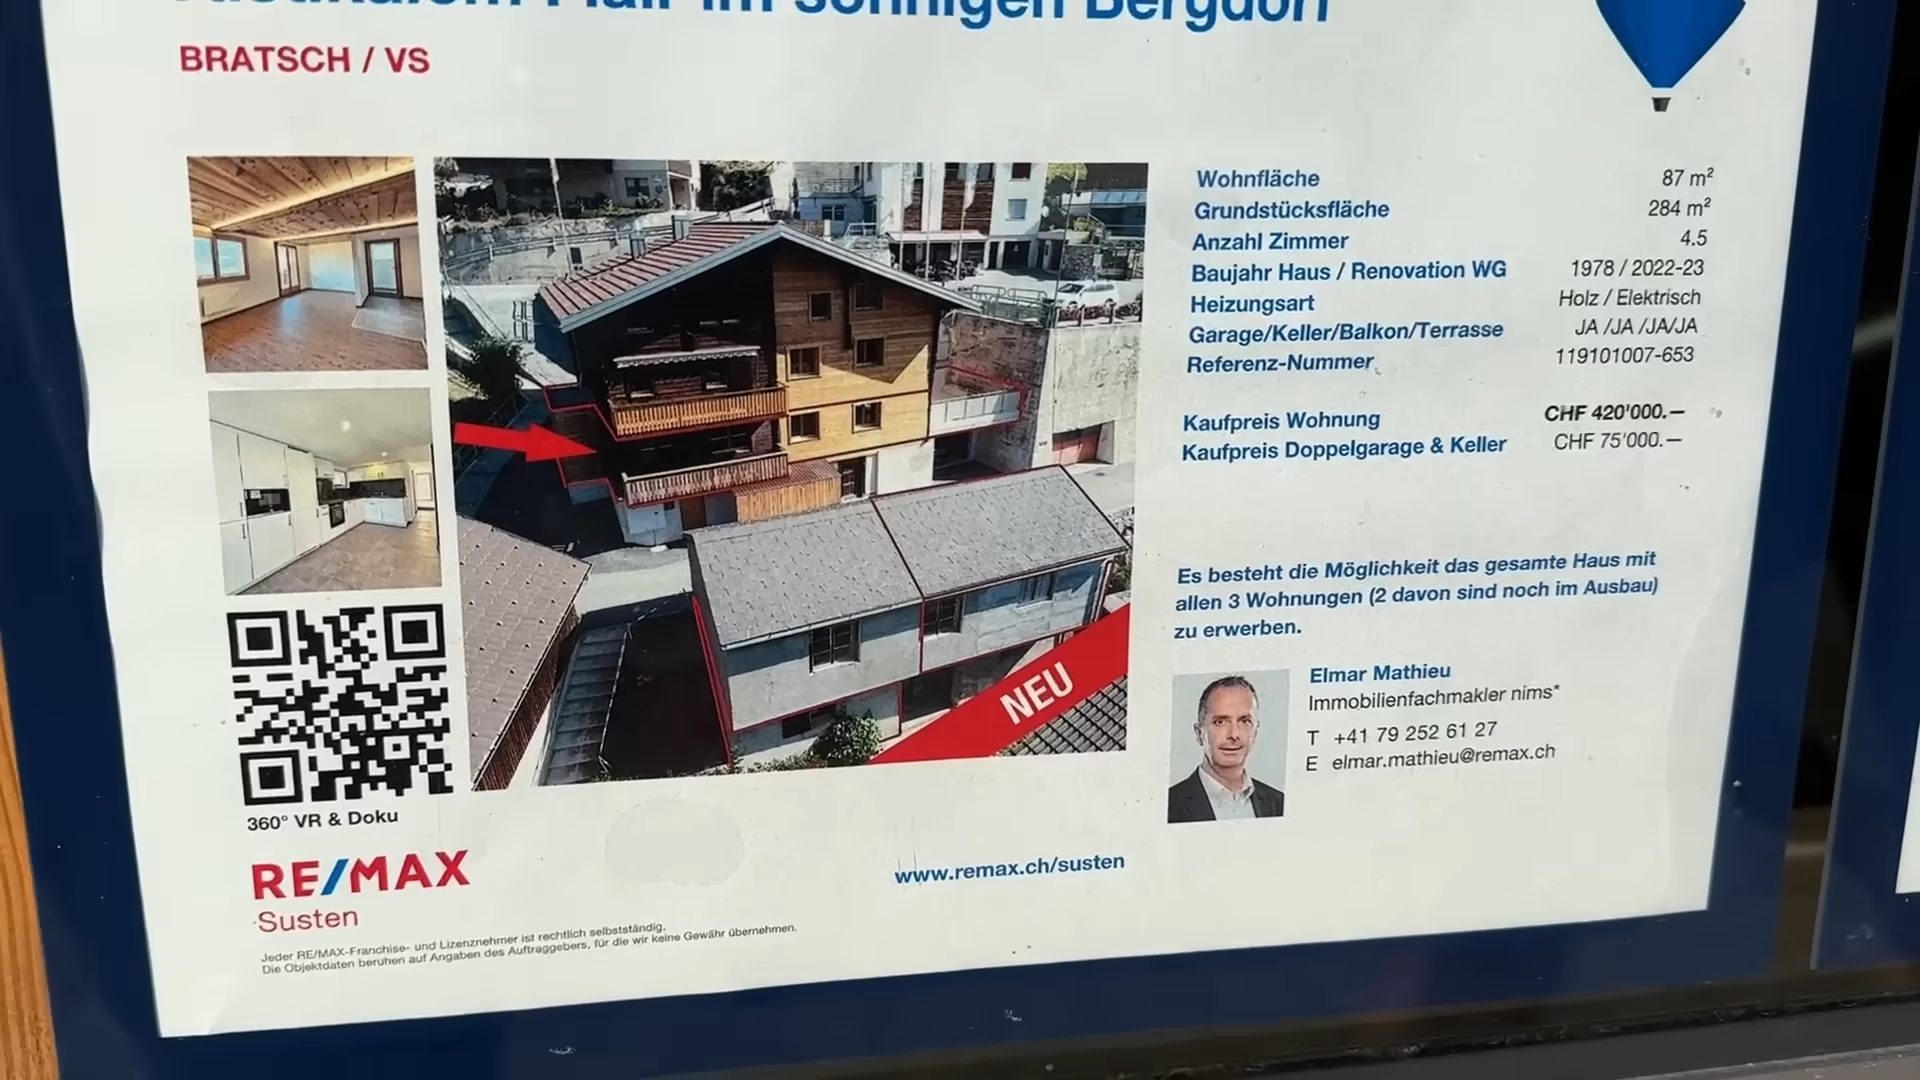 im sonnigen Bergdorf
BRATSCH / VS
Wohnfläche 87 m²
Grundstücksfläche 284 m²
Anzahl Zimmer 4.5
Baujahr Haus / Renovation WG 1978 / 2022-23
Heizungsart Holz / Elektrisch
Garage/Keller/Balkon/Terrasse JA /JA /JA/JA
Referenz-Nummer 119101007-653
Kaufpreis Wohnung CHF 420'000.—
Kaufpreis Doppelgarage & Keller CHF 75'000.—
Es besteht die Möglichkeit das gesamte Haus mit
allen 3 Wohnungen (2 davon sind noch im Ausbau)
zu erwerben.
NEU
Elmar Mathieu
Immobilienfachmakler nims*
T +41 79 252 61 27
E elmar.mathieu@remax.ch
360° VR & Doku
RE/MAX
Susten
www.remax.ch/susten
Jeder RE/MAX-Franchise- und Lizenznehmer ist rechtlich selbstständig.
Die Objektdaten beruhen auf Angaben des Auftraggebers, für die wir keine Gewähr übernehmen.